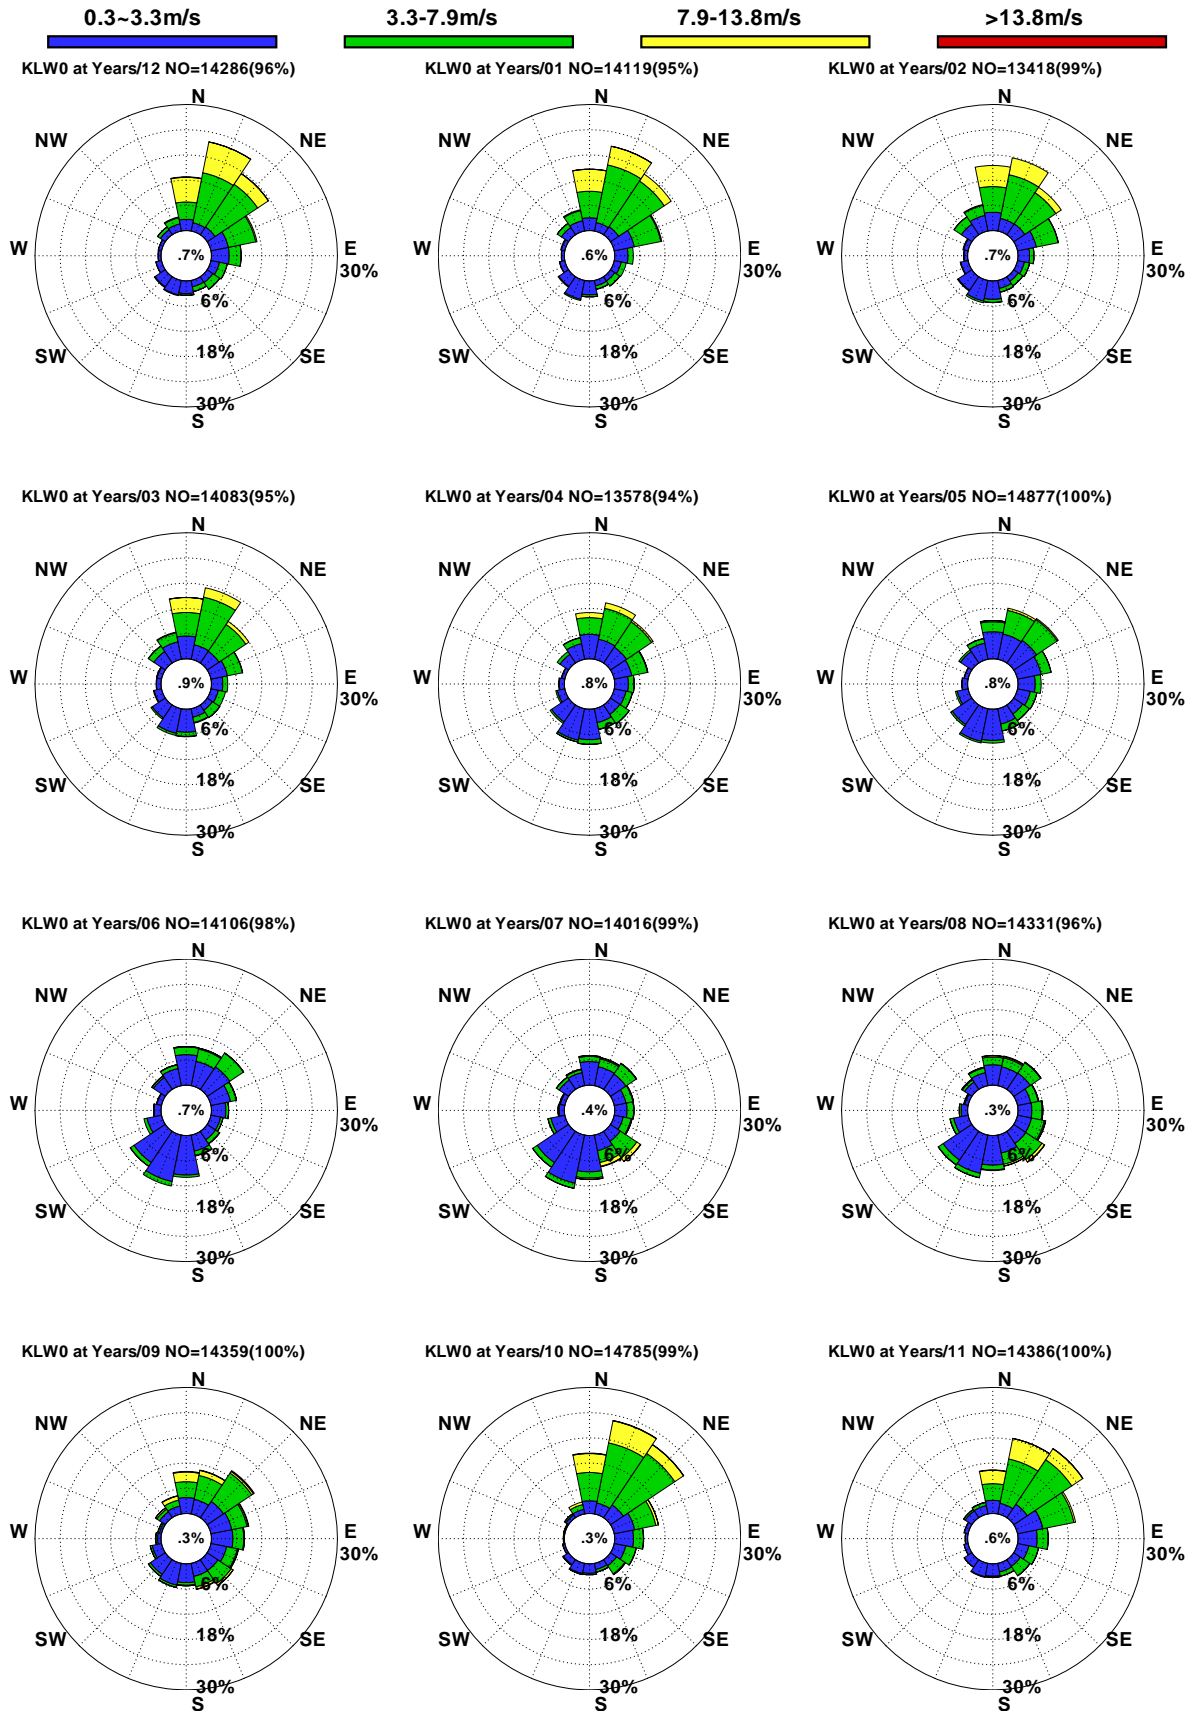 0.3~3.3m/s 3.3-7.9m/s 7.9-13.8m/s >13.8m/s
KLW0 at Years/12 NO=14286(96%) KLW0 at Years/01 NO=14119(95%) KLW0 at Years/02 NO=13418(99%)
N N N
NW NE NW NE NW NE
W .7% E W .6% E W .7% E
30% 30% 30%
6% 6% 6%
SW 18% SE SW 18% SE SW 18% SE
30% 30% 30%
S S S
KLW0 at Years/03 NO=14083(95%) KLW0 at Years/04 NO=13578(94%) KLW0 at Years/05 NO=14877(100%)
N N N
NW NE NW NE NW NE
W .9% E W .8% E W .8% E
30% 30% 30%
6% 6% 6%
SW 18% SE SW 18% SE SW 18% SE
30% 30% 30%
S S S
KLW0 at Years/06 NO=14106(98%) KLW0 at Years/07 NO=14016(99%) KLW0 at Years/08 NO=14331(96%)
N N N
NW NE NW NE NW NE
W .7% E W .4% E W .3% E
30% 30% 30%
6% 6% 6%
SW 18% SE SW 18% SE SW 18% SE
30% 30% 30%
S S S
KLW0 at Years/09 NO=14359(100%) KLW0 at Years/10 NO=14785(99%) KLW0 at Years/11 NO=14386(100%)
N N N
NW NE NW NE NW NE
W .3% E W .3% E W .6% E
30% 30% 30%
6% 6% 6%
SW 18% SE SW 18% SE SW 18% SE
30% 30% 30%
S S S